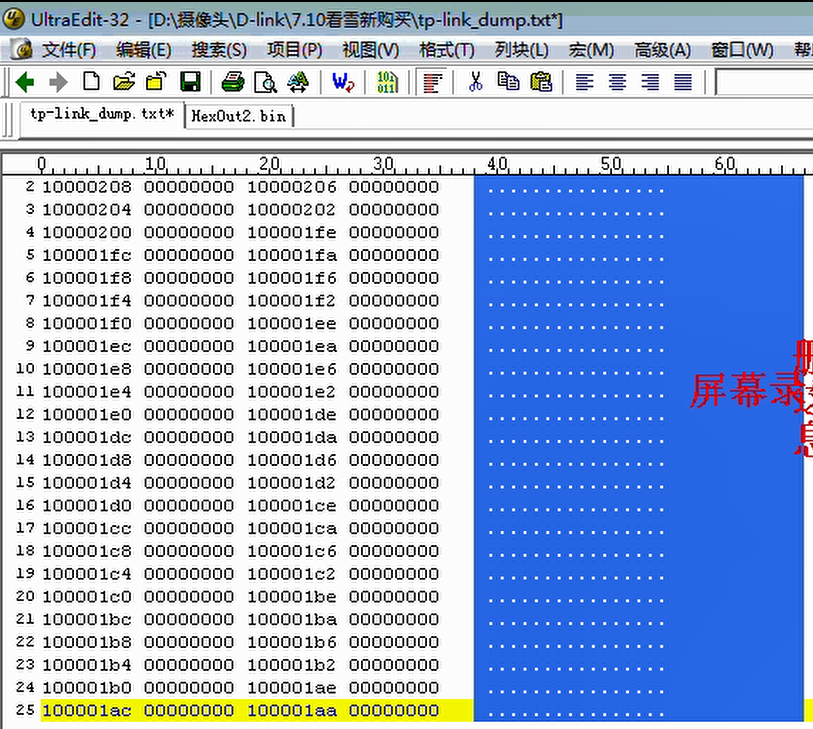 UltraEdit-32 - [D:\摄像头\D-link\7.10看雪新购买\tp-link_dump.txt*]
文件(F) 编辑(E) 搜索(S) 项目(P) 视图(V) 格式(T) 列块(L) 宏(M) 高级(A) 窗口(W) 帮
tp-link_dump.txt* HexOut2.bin
0 10 20 30 40 50 60
2 10000208 00000000 10000206 00000000 ................
3 10000204 00000000 10000202 00000000 ................
4 10000200 00000000 100001fe 00000000 ................
5 100001fc 00000000 100001fa 00000000 ................
6 100001f8 00000000 100001f6 00000000 ................
7 100001f4 00000000 100001f2 00000000 ................
8 100001f0 00000000 100001ee 00000000 ................
9 100001ec 00000000 100001ea 00000000 ................
10 100001e8 00000000 100001e6 00000000 ................
11 100001e4 00000000 100001e2 00000000 ................
12 100001e0 00000000 100001de 00000000 ................
13 100001dc 00000000 100001da 00000000 ................
14 100001d8 00000000 100001d6 00000000 ................
15 100001d4 00000000 100001d2 00000000 ................
16 100001d0 00000000 100001ce 00000000 ................
17 100001cc 00000000 100001ca 00000000 ................
18 100001c8 00000000 100001c6 00000000 ................
19 100001c4 00000000 100001c2 00000000 ................
20 100001c0 00000000 100001be 00000000 ................
21 100001bc 00000000 100001ba 00000000 ................
22 100001b8 00000000 100001b6 00000000 ................
23 100001b4 00000000 100001b2 00000000 ................
24 100001b0 00000000 100001ae 00000000 ................
25 100001ac 00000000 100001aa 00000000 ................
屏幕录